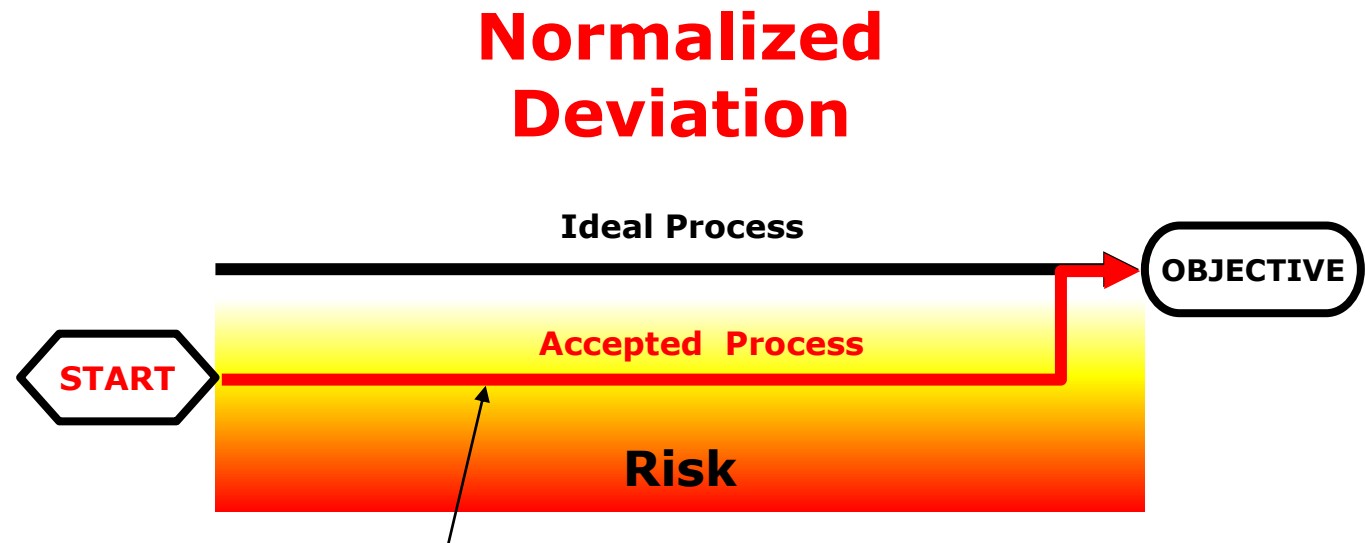 Normalized
Deviation
Ideal Process
OBJECTIVE
Accepted Process
START
Risk